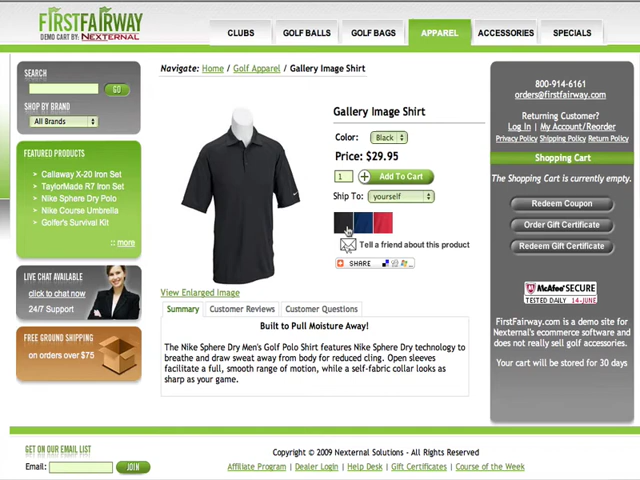 FIRSTFAIRWAY
DEMO CART BY: NEXTERNAL
CLUBS
GOLF BALLS
GOLF BAGS
APPAREL
ACCESSORIES
SPECIALS
SEARCH
GO
SHOP BY BRAND
All Brands
FEATURED PRODUCTS
Callaway X-20 Iron Set
TaylorMade R7 Iron Set
Nike Sphere Dry Polo
Nike Course Umbrella
Golfer's Survival Kit
:: more
LIVE CHAT AVAILABLE
click to chat now
24/7 Support
FREE GROUND SHIPPING
on orders over $75
Navigate: Home / Golf Apparel / Gallery Image Shirt
Gallery Image Shirt
Color: Black
Price: $29.95
1 Add To Cart
Ship To: yourself
Tell a friend about this product
SHARE
View Enlarged Image
Summary
Customer Reviews
Customer Questions
Built to Pull Moisture Away!
The Nike Sphere Dry Men's Golf Polo Shirt features Nike Sphere Dry technology to
breathe and draw sweat away from body for reduced cling. Open sleeves
facilitate a full, smooth range of motion, while a self-fabric collar looks as
sharp as your game.
800-914-6161
orders@firstfairway.com
Returning Customer?
Log In | My Account/Reorder
Privacy Policy Shipping Policy Return Policy
Shopping Cart
The Shopping Cart is currently empty.
Redeem Coupon
Order Gift Certificate
Redeem Gift Certificate
McAfee SECURE
TESTED DAILY 14-JUNE
FirstFairway.com is a demo site for
Nexternal's ecommerce software and
does not really sell golf accessories.
Your cart will be stored for 30 days
GET ON OUR EMAIL LIST
Email:
JOIN
Copyright © 2009 Nexternal Solutions - All Rights Reserved
Affiliate Program | Dealer Login | Help Desk | Gift Certificates | Course of the Week